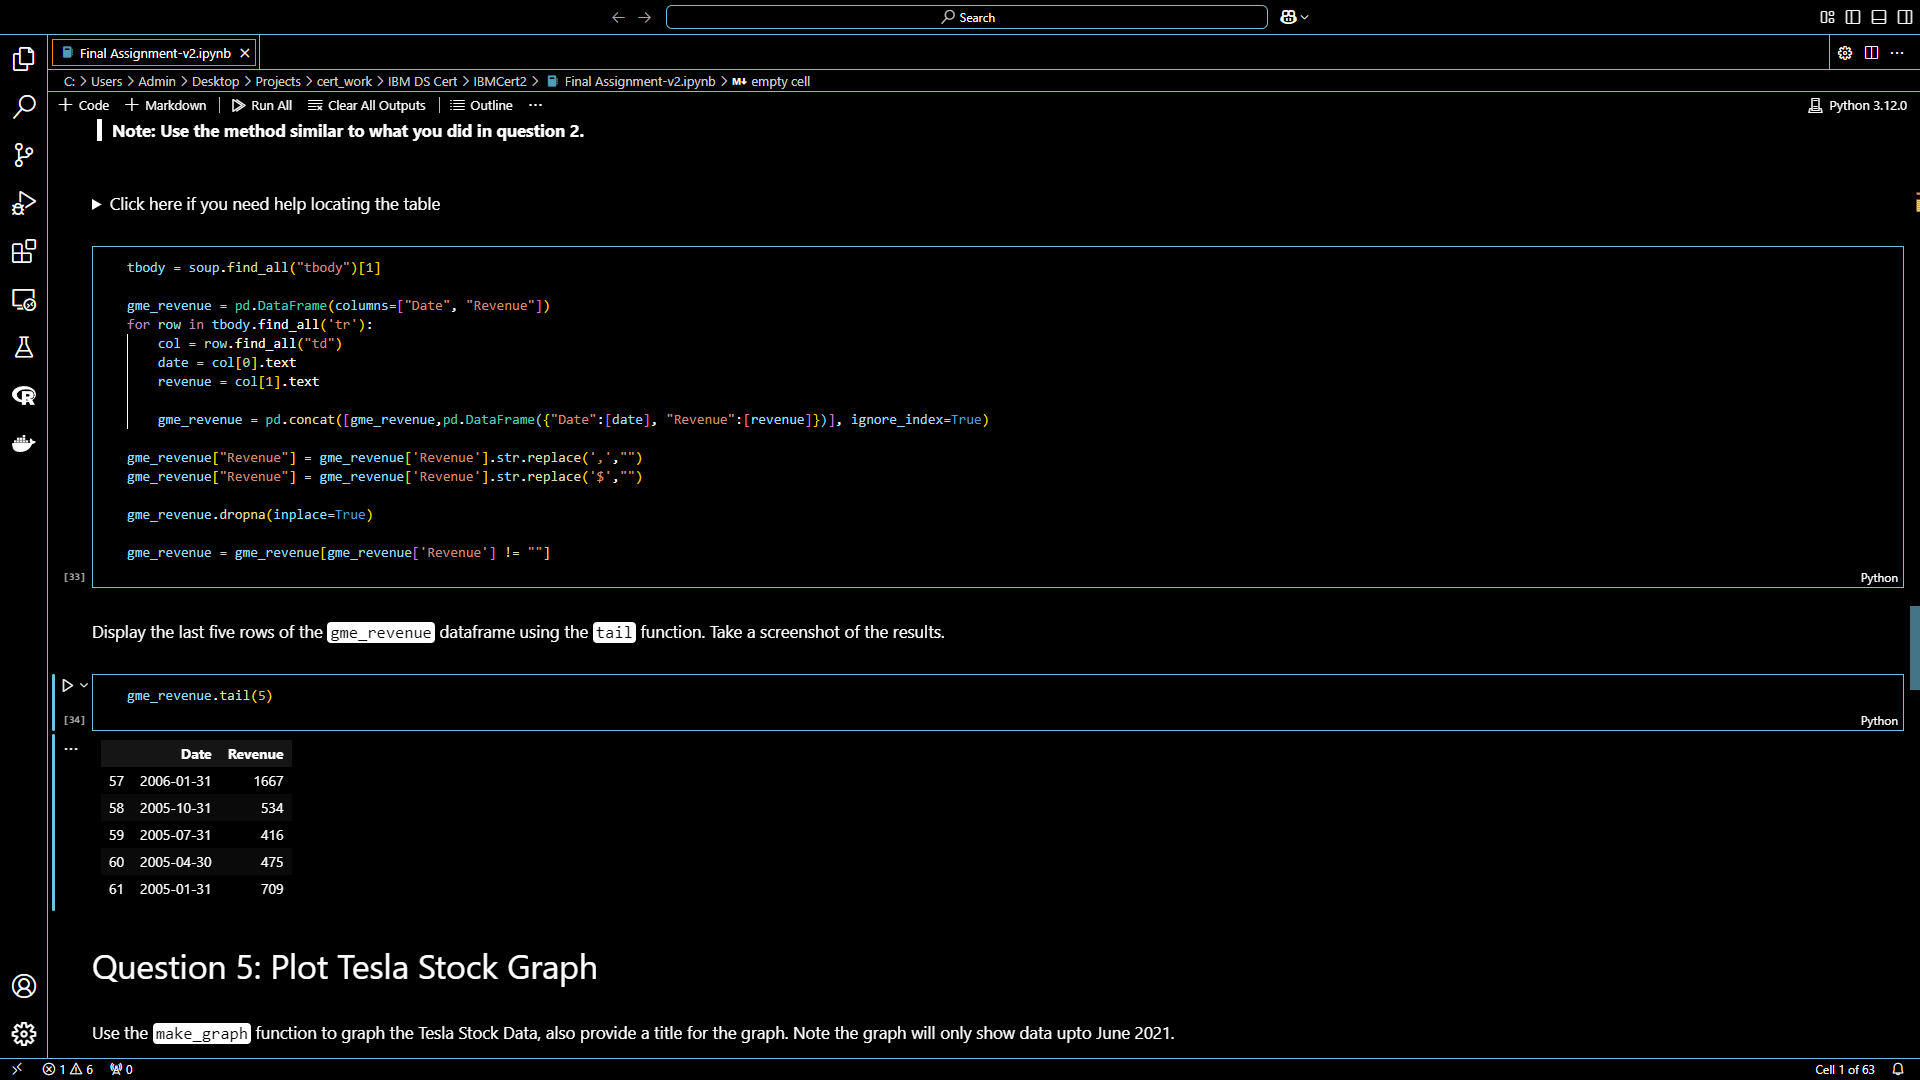 Search
Final Assignment-v2.ipynb
C: > Users > Admin > Desktop > Projects > cert_work > IBM DS Cert > IBMCert2 > Final Assignment-v2.ipynb > M↓ empty cell
+ Code + Markdown | Run All Clear All Outputs | Outline ... Python 3.12.0
Note: Use the method similar to what you did in question 2.
Click here if you need help locating the table
tbody = soup.find_all("tbody")[1]
gme_revenue = pd.DataFrame(columns=["Date", "Revenue"])
for row in tbody.find_all('tr'):
    col = row.find_all("td")
    date = col[0].text
    revenue = col[1].text
    gme_revenue = pd.concat([gme_revenue,pd.DataFrame({"Date":[date], "Revenue":[revenue]})], ignore_index=True)
gme_revenue["Revenue"] = gme_revenue['Revenue'].str.replace(',',"")
gme_revenue["Revenue"] = gme_revenue['Revenue'].str.replace('$',"")
gme_revenue.dropna(inplace=True)
gme_revenue = gme_revenue[gme_revenue['Revenue'] != ""]
[33] Python
Display the last five rows of the gme_revenue dataframe using the tail function. Take a screenshot of the results.
gme_revenue.tail(5)
[34] Python
... Date Revenue
57 2006-01-31 1667
58 2005-10-31 534
59 2005-07-31 416
60 2005-04-30 475
61 2005-01-31 709
Question 5: Plot Tesla Stock Graph
Use the make_graph function to graph the Tesla Stock Data, also provide a title for the graph. Note the graph will only show data upto June 2021.
1 6 0 Cell 1 of 63